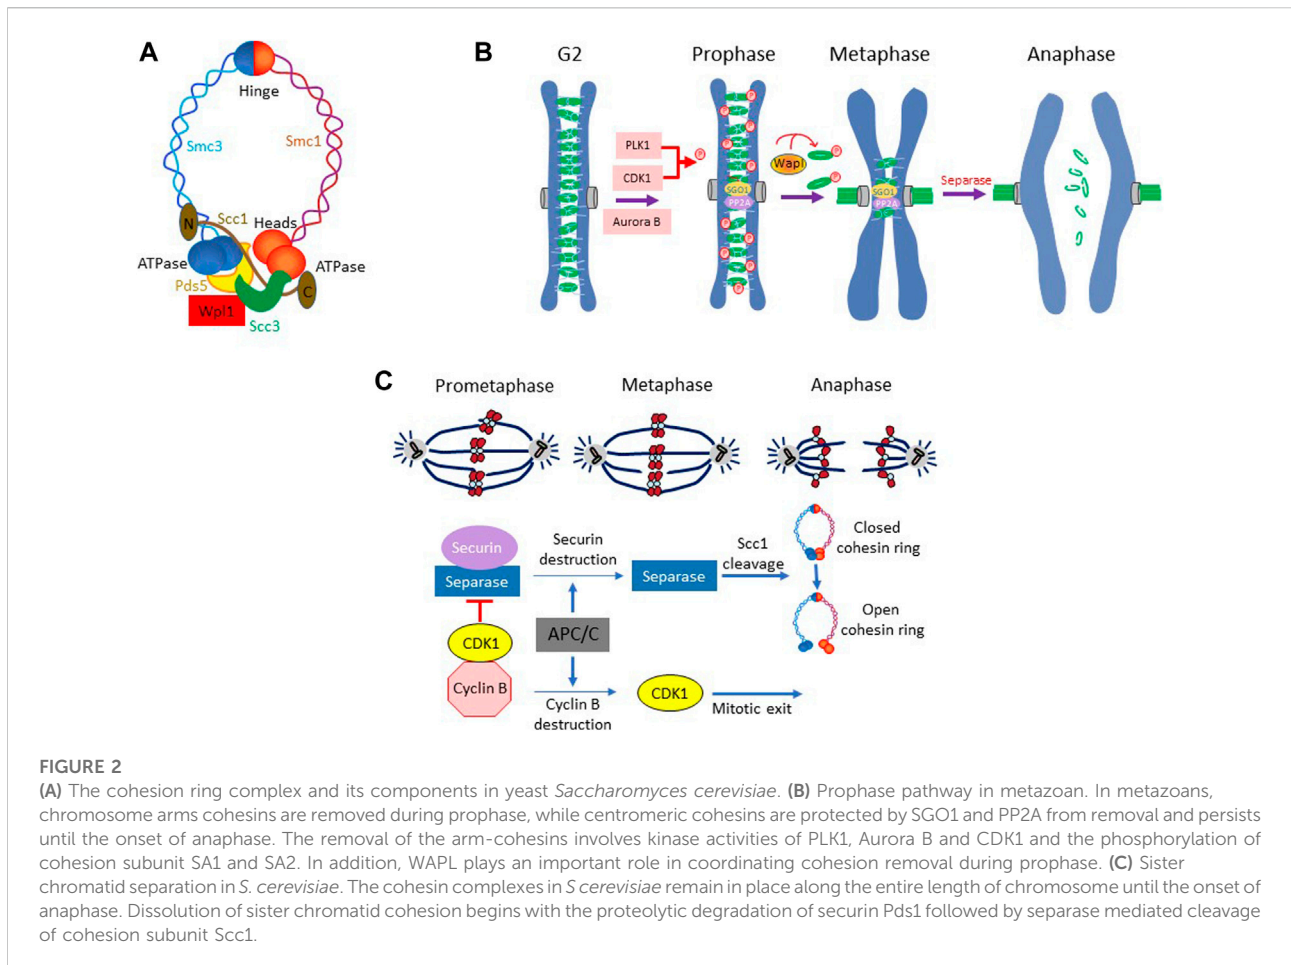 A
Hinge
Smc3
Smc1
N
Scc1
Heads
ATPase
ATPase
Pds5
C
Wpl1
Scc3
B
G2
Prophase
Metaphase
Anaphase
PLK1
CDK1
Aurora B
P
P
P
P
P
P
P
P
SGO1
PP2A
P
P
P
P
P
P
P
Wapl
P
P
SGO1
PP2A
Separase
C
Prometaphase
Metaphase
Anaphase
Securin
Separase
CDK1
Cyclin B
Securin
destruction
APC/C
Cyclin B
destruction
Separase
Scc1
cleavage
CDK1
Mitotic exit
Closed
cohesin ring
Open
cohesin ring
FIGURE 2
(A) The cohesion ring complex and its components in yeast Saccharomyces cerevisiae. (B) Prophase pathway in metazoan. In metazoans,
chromosome arms cohesins are removed during prophase, while centromeric cohesins are protected by SGO1 and PP2A from removal and persists
until the onset of anaphase. The removal of the arm-cohesins involves kinase activities of PLK1, Aurora B and CDK1 and the phosphorylation of
cohesion subunit SA1 and SA2. In addition, WAPL plays an important role in coordinating cohesion removal during prophase. (C) Sister
chromatid separation in S. cerevisiae. The cohesin complexes in S cerevisiae remain in place along the entire length of chromosome until the onset of
anaphase. Dissolution of sister chromatid cohesion begins with the proteolytic degradation of securin Pds1 followed by separase mediated cleavage
of cohesion subunit Scc1.